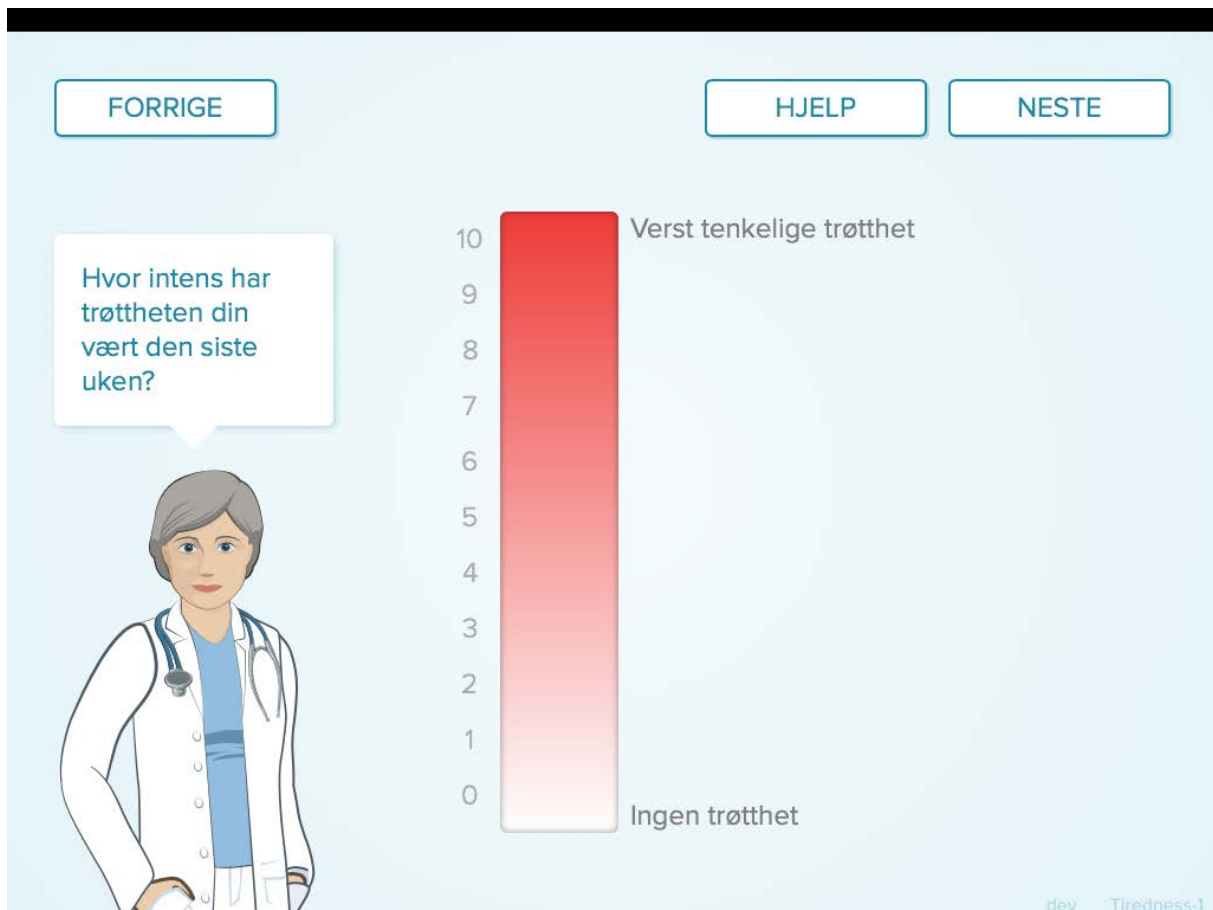 FORRIGE
HJELP
NESTE
Hvor intens har
trøttheten din
vært den siste
uken?
10
Verst tenkelige trøtthet
9
8
7
6
5
4
3
2
1
0
Ingen trøtthet
dev Tiredness-1